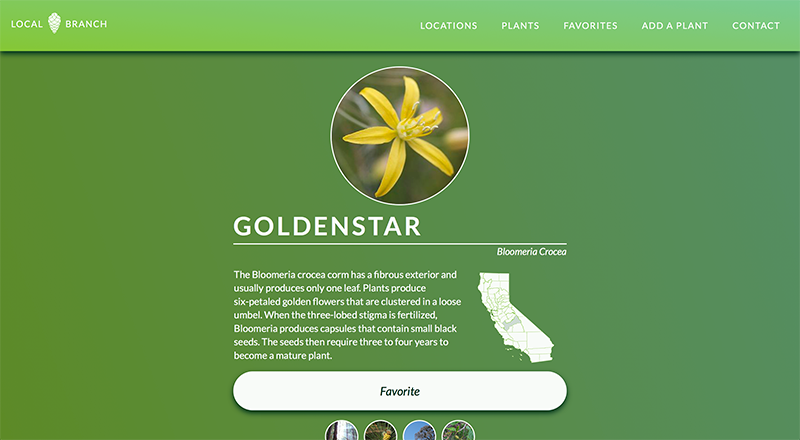 LOCAL BRANCH
LOCATIONS PLANTS FAVORITES ADD A PLANT CONTACT
GOLDENSTAR
Bloomeria Crocea
The Bloomeria crocea corm has a fibrous exterior and
usually produces only one leaf. Plants produce
six-petaled golden flowers that are clustered in a loose
umbel. When the three-lobed stigma is fertilized,
Bloomeria produces capsules that contain small black
seeds. The seeds then require three to four years to
become a mature plant.
Favorite